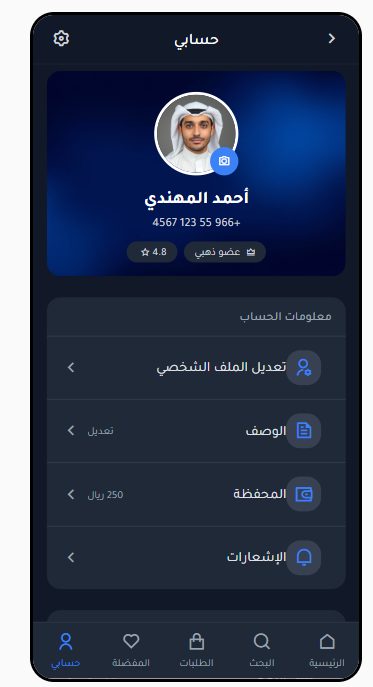 حسابي
أحمد المهندي
+966 55 123 4567
عضو ذهبي 4.8
معلومات الحساب
تعديل الملف الشخصي
الوصف تعديل
المحفظة 250 ريال
الإشعارات
الرئيسية البحث الطلبات المفضلة حسابي